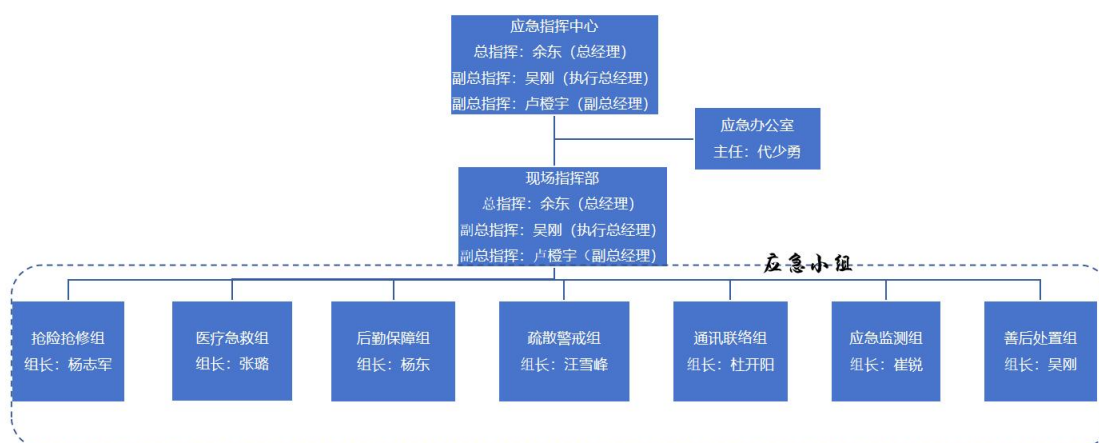 应急指挥中心
总指挥：余东（总经理）
副总指挥：吴刚（执行总经理）
副总指挥：卢橙宇（副总经理）
应急办公室
主任：代少勇
现场指挥部
总指挥：余东（总经理）
副总指挥：吴刚（执行总经理）
副总指挥：卢橙宇（副总经理）
应急小组
抢险抢修组
组长：杨志军
医疗急救组
组长：张璐
后勤保障组
组长：杨东
疏散警戒组
组长：汪雪峰
通讯联络组
组长：杜开阳
应急监测组
组长：崔锐
善后处置组
组长：吴刚